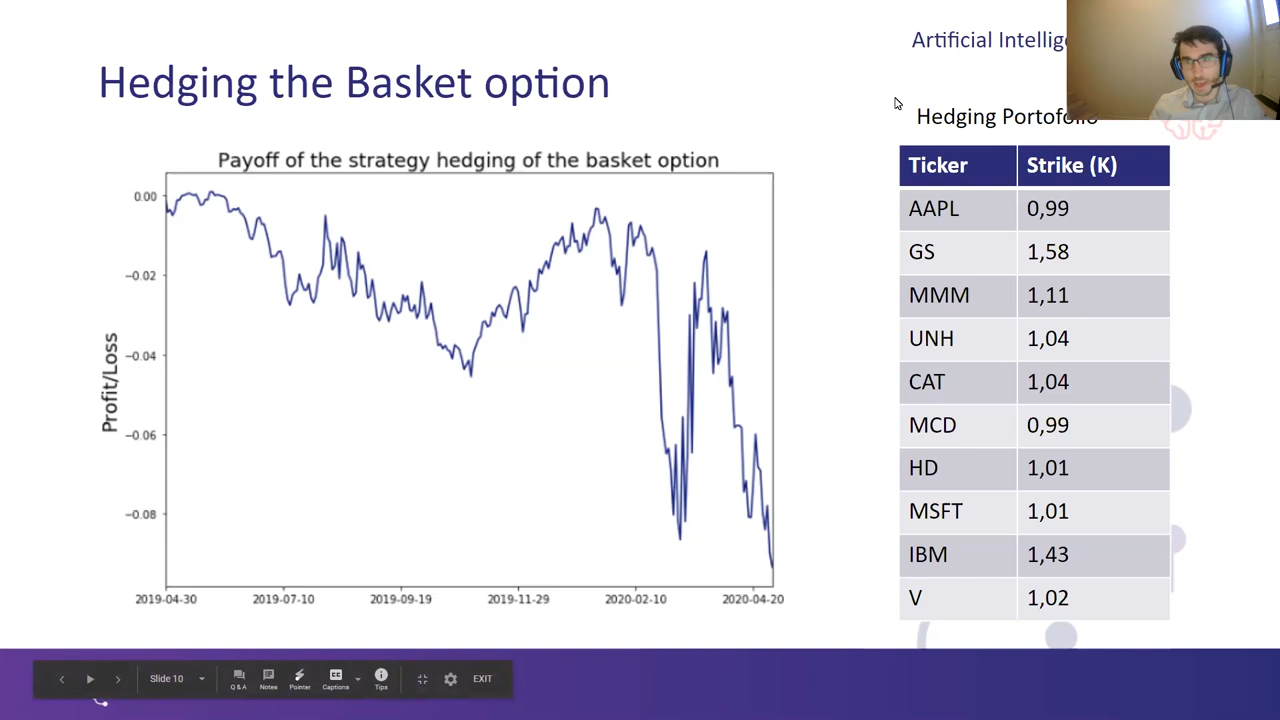 Artificial Intellige
Hedging the Basket option
Hedging Portofolio
Payoff of the strategy hedging of the basket option
Profit/Loss
0.00
−0.02
−0.04
−0.06
−0.08
2019-04-30 2019-07-10 2019-09-19 2019-11-29 2020-02-10 2020-04-20
Ticker Strike (K)
AAPL 0,99
GS 1,58
MMM 1,11
UNH 1,04
CAT 1,04
MCD 0,99
HD 1,01
MSFT 1,01
IBM 1,43
V 1,02
Slide 10
Q & A Notes Pointer Captions Tips
EXIT